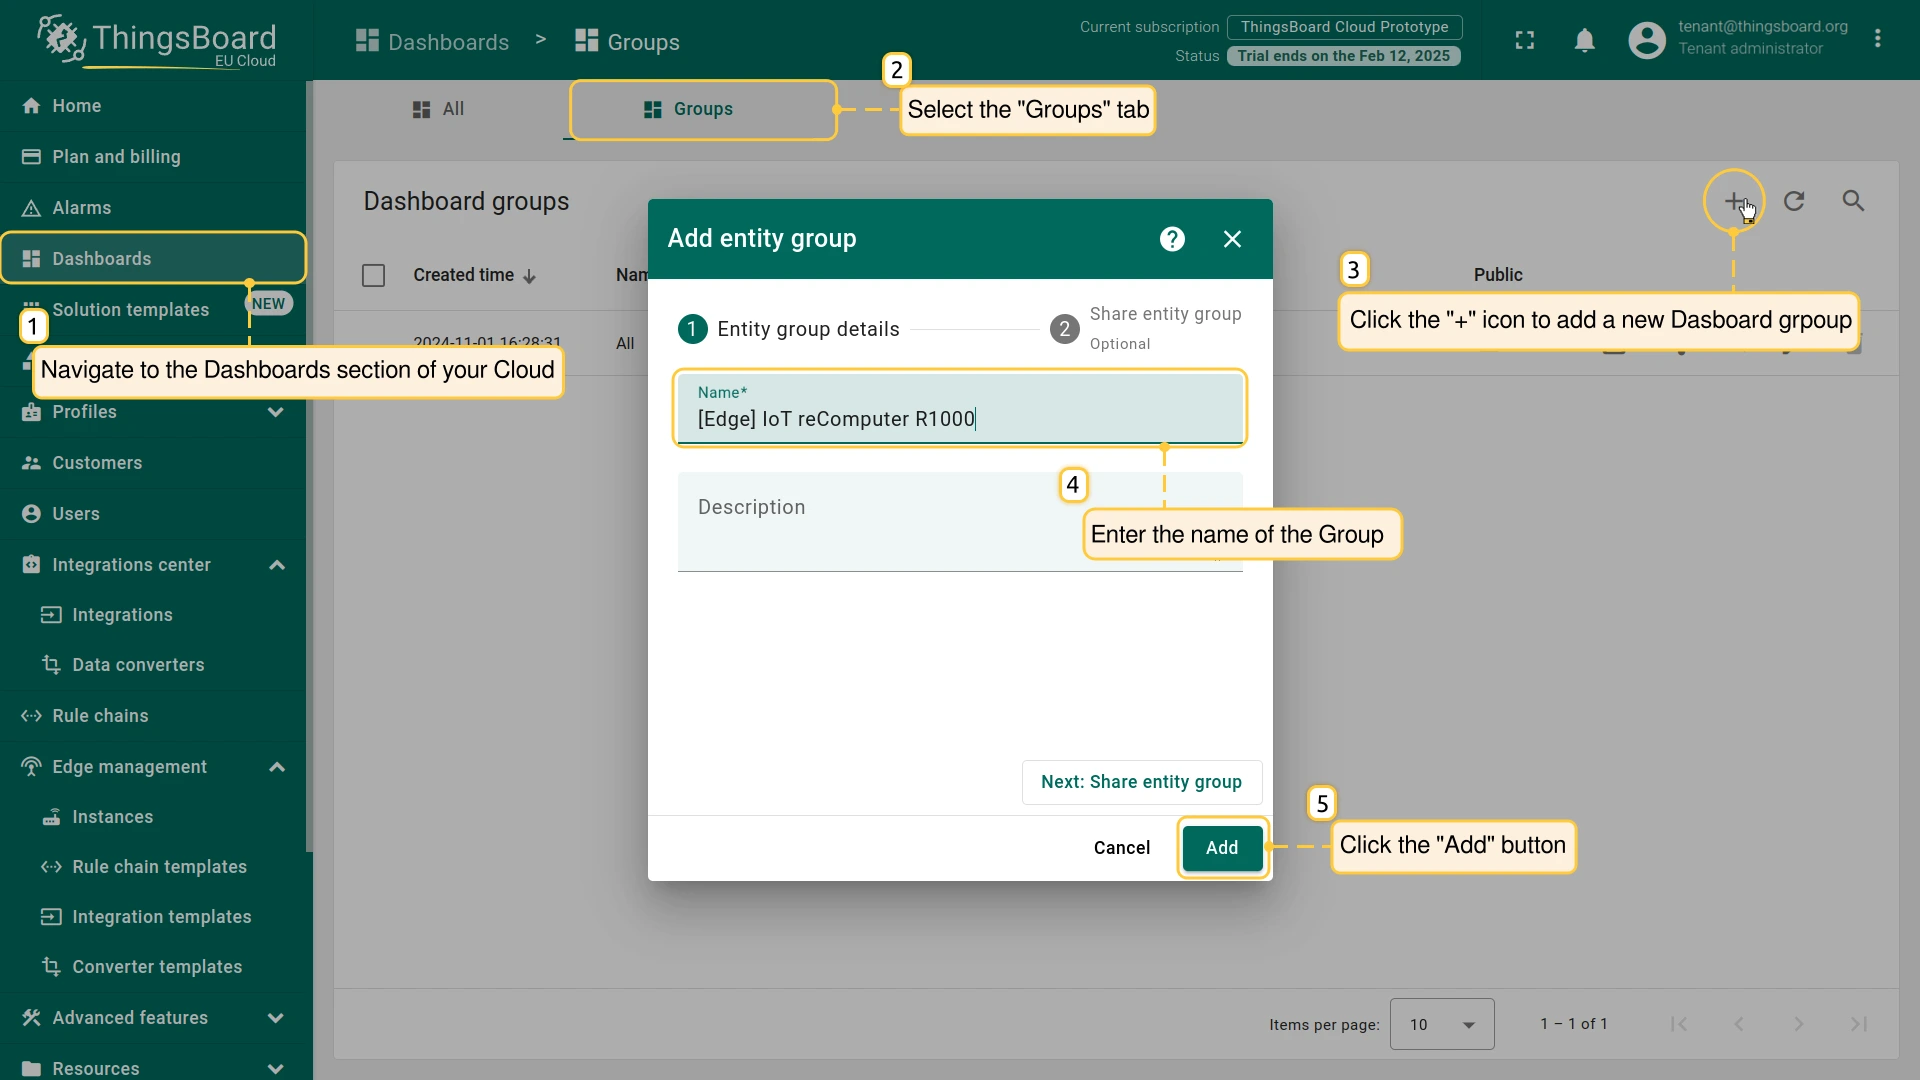 ThingsBoard
EU Cloud
Dashboards > Groups
Current subscription ThingsBoard Cloud Prototype
Status Trial ends on the Feb 12, 2025
tenant@thingsboard.org
Tenant administrator
Home
Plan and billing
Alarms
Dashboards
Solution templates NEW
1
Navigate to the Dashboards section of your Cloud
Profiles
Customers
Users
Integrations center
Integrations
Data converters
Rule chains
Edge management
Instances
Rule chain templates
Integration templates
Converter templates
Advanced features
Resources
All
Groups
2
Select the "Groups" tab
Dashboard groups
Created time
Nam
Public
2024-11-01 16:28:31
All
3
Click the "+" icon to add a new Dasboard grpoup
Add entity group
1 Entity group details
2 Share entity group
Optional
Name*
[Edge] IoT reComputer R1000
4
Description
Enter the name of the Group
Next: Share entity group
Cancel
Add
5
Click the "Add" button
Items per page: 10
1 – 1 of 1